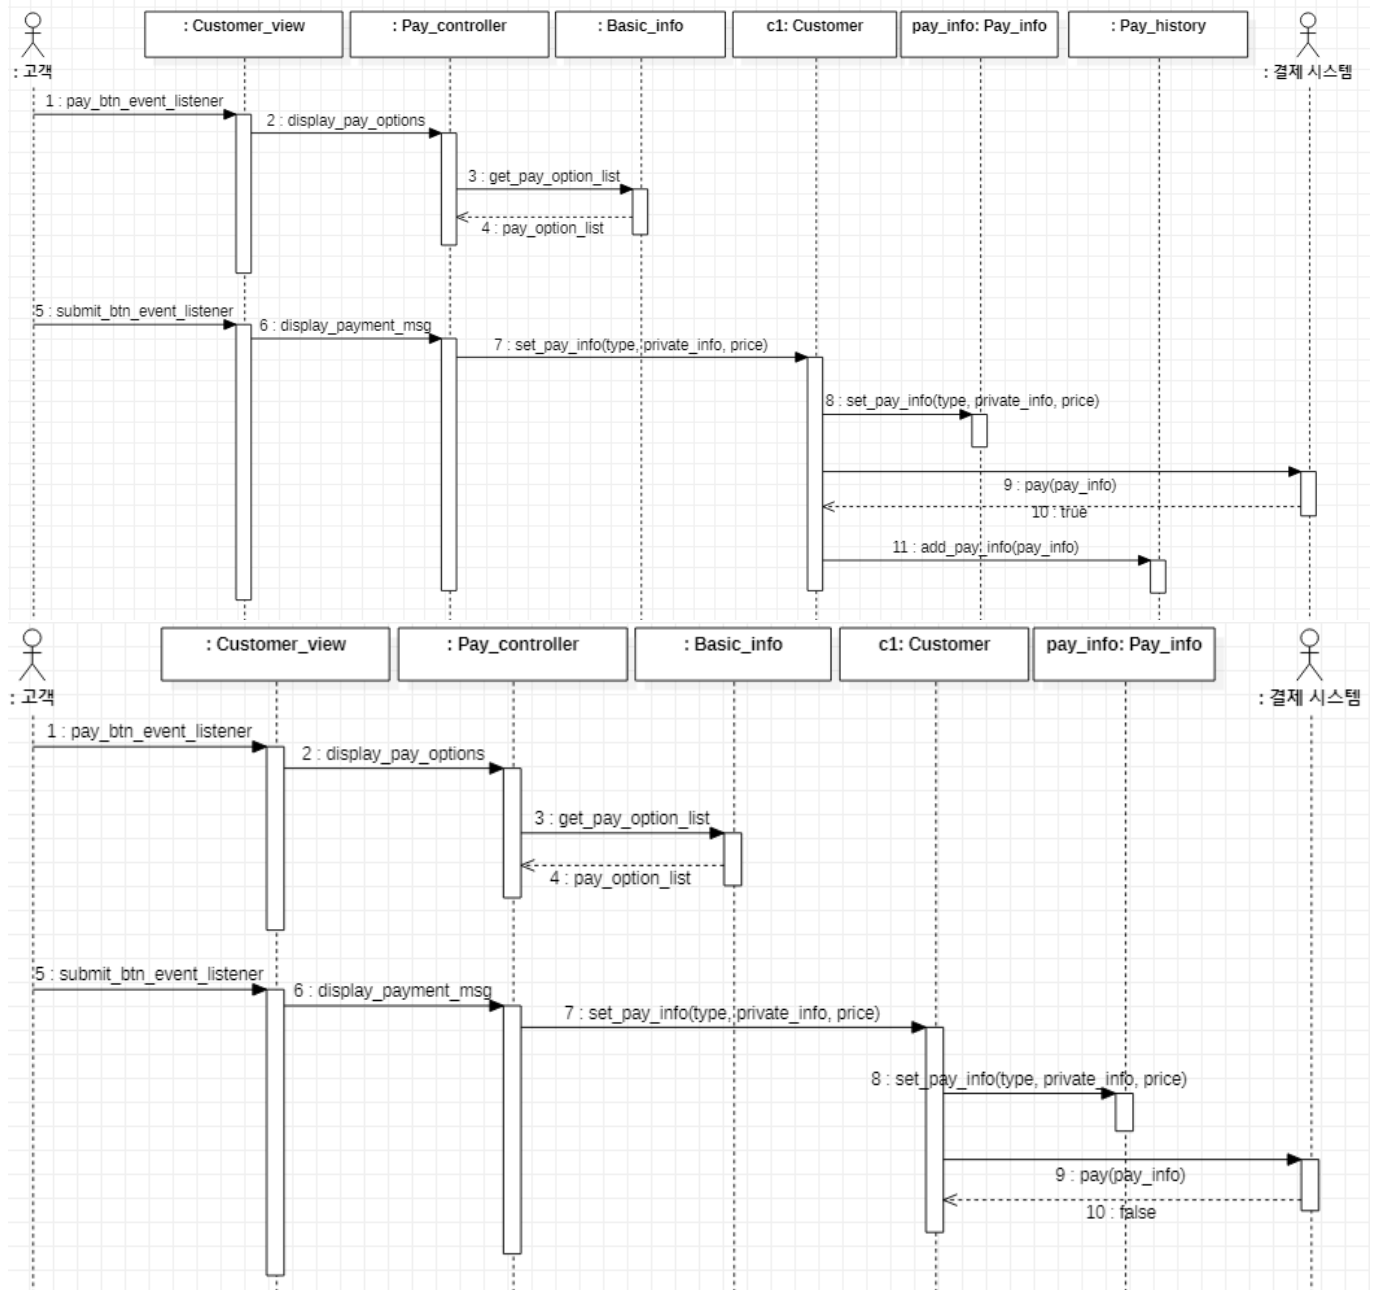 : Customer_view
: Pay_controller
: Basic_info
c1: Customer
pay_info: Pay_info
: Pay_history
: 고객
: 결제 시스템
1 : pay_btn_event_listener
2 : display_pay_options
3 : get_pay_option_list
4 : pay_option_list
5 : submit_btn_event_listener
6 : display_payment_msg
7 : set_pay_info(type, private_info, price)
8 : set_pay_info(type, private_info, price)
9 : pay(pay_info)
10 : true
11 : add_pay_info(pay_info)
: Customer_view
: Pay_controller
: Basic_info
c1: Customer
pay_info: Pay_info
: 고객
: 결제 시스템
1 : pay_btn_event_listener
2 : display_pay_options
3 : get_pay_option_list
4 : pay_option_list
5 : submit_btn_event_listener
6 : display_payment_msg
7 : set_pay_info(type, private_info, price)
8 : set_pay_info(type, private_info, price)
9 : pay(pay_info)
10 : false